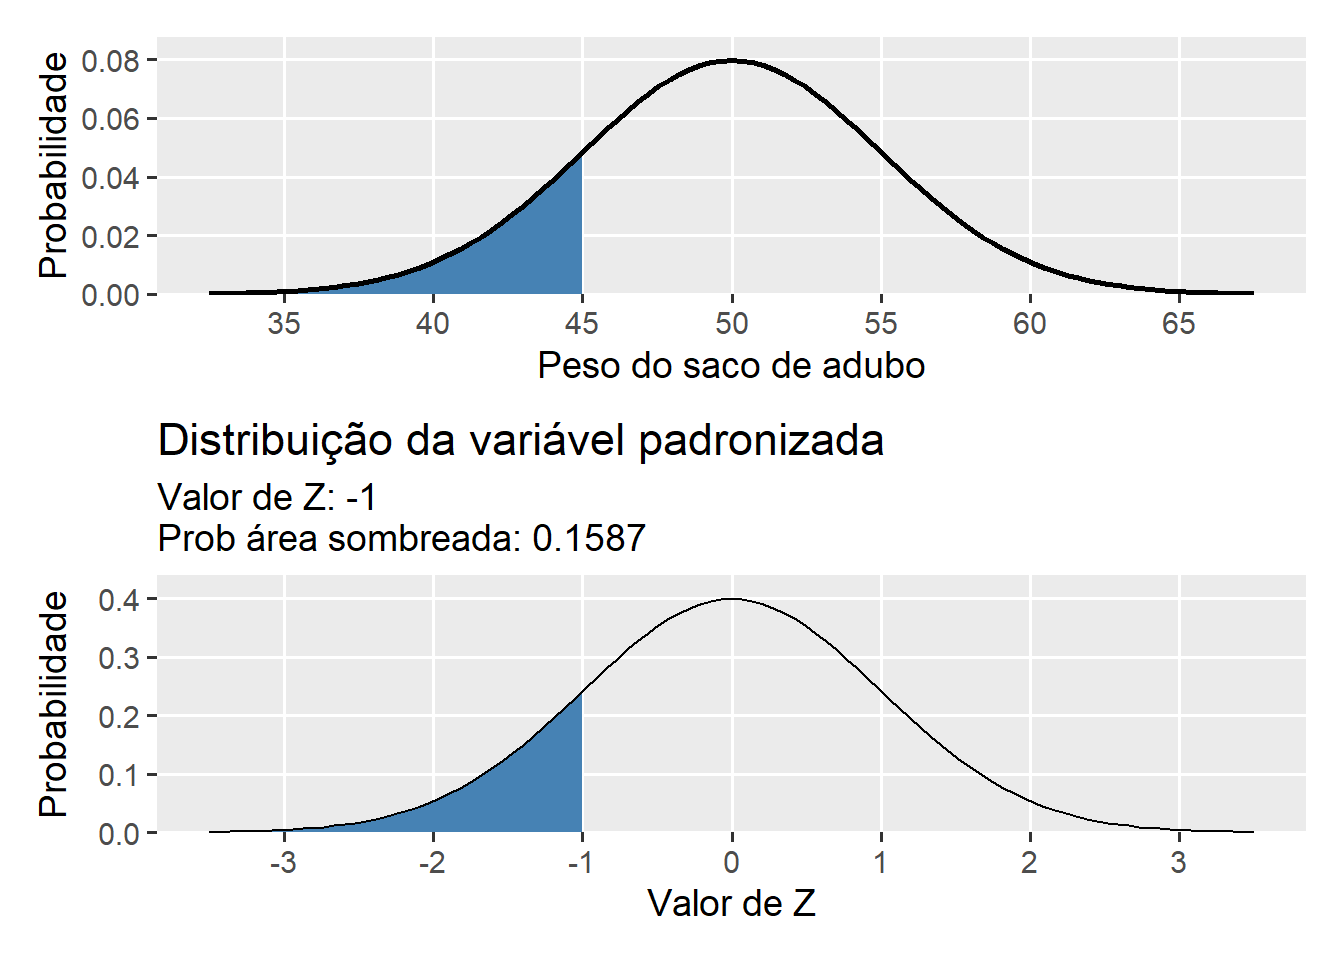 Probabilidade
0.08
0.06
0.04
0.02
0.00
35 40 45 50 55 60 65
Peso do saco de adubo
Distribuição da variável padronizada
Valor de Z: -1
Prob área sombreada: 0.1587
Probabilidade
0.4
0.3
0.2
0.1
0.0
-3 -2 -1 0 1 2 3
Valor de Z